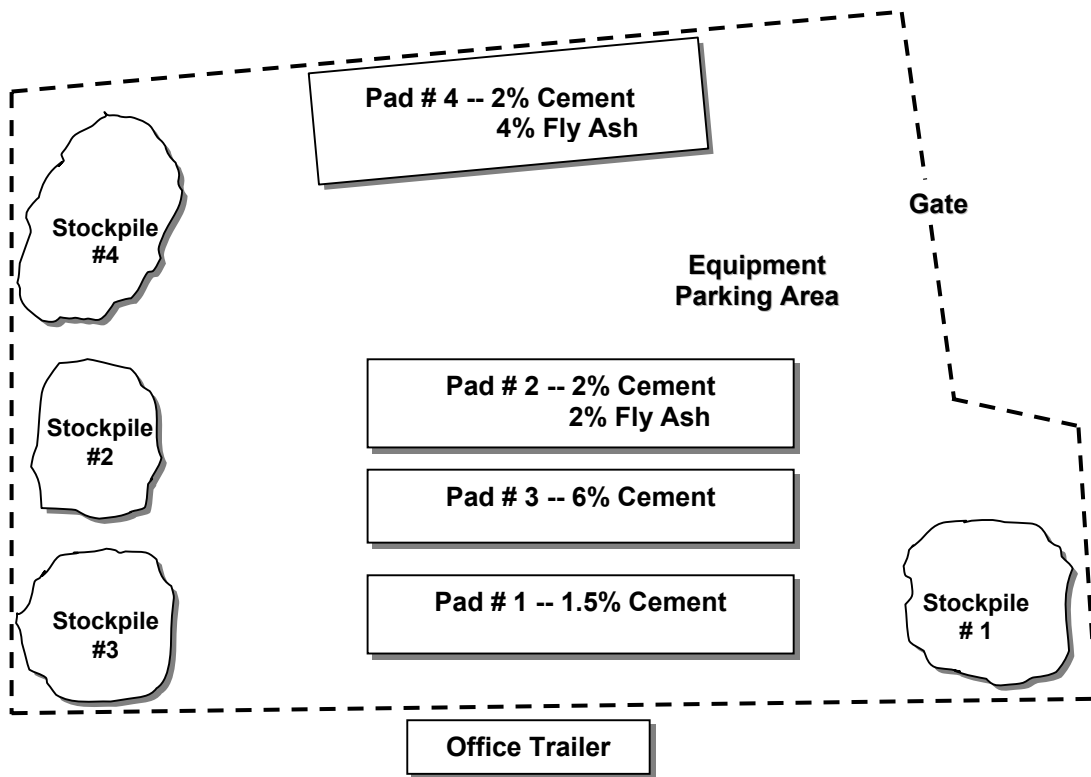 Pad # 4 -- 2% Cement
4% Fly Ash
Gate
Stockpile
#4
Equipment
Parking Area
Pad # 2 -- 2% Cement
2% Fly Ash
Stockpile
#2
Pad # 3 -- 6% Cement
Pad # 1 -- 1.5% Cement
Stockpile
# 1
Stockpile
#3
Office Trailer